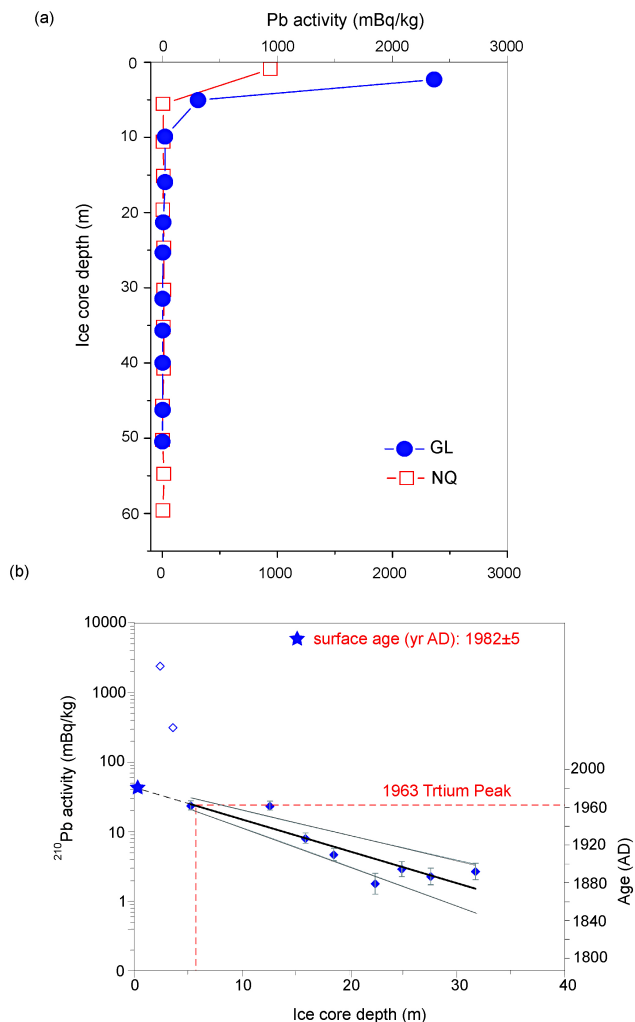 (a)
Pb activity (mBq/kg)
0 1000 2000 3000
0
10
20
30
40
50
60
Ice core depth (m)
GL
NQ
0 1000 2000 3000
(b)
10000
1000
100
10
1
0
²¹⁰Pb activity (mBq/kg)
surface age (yr AD): 1982±5
1963 Trtium Peak
2000
1960
1920
1880
1840
1800
Age (AD)
0 10 20 30 40
Ice core depth (m)